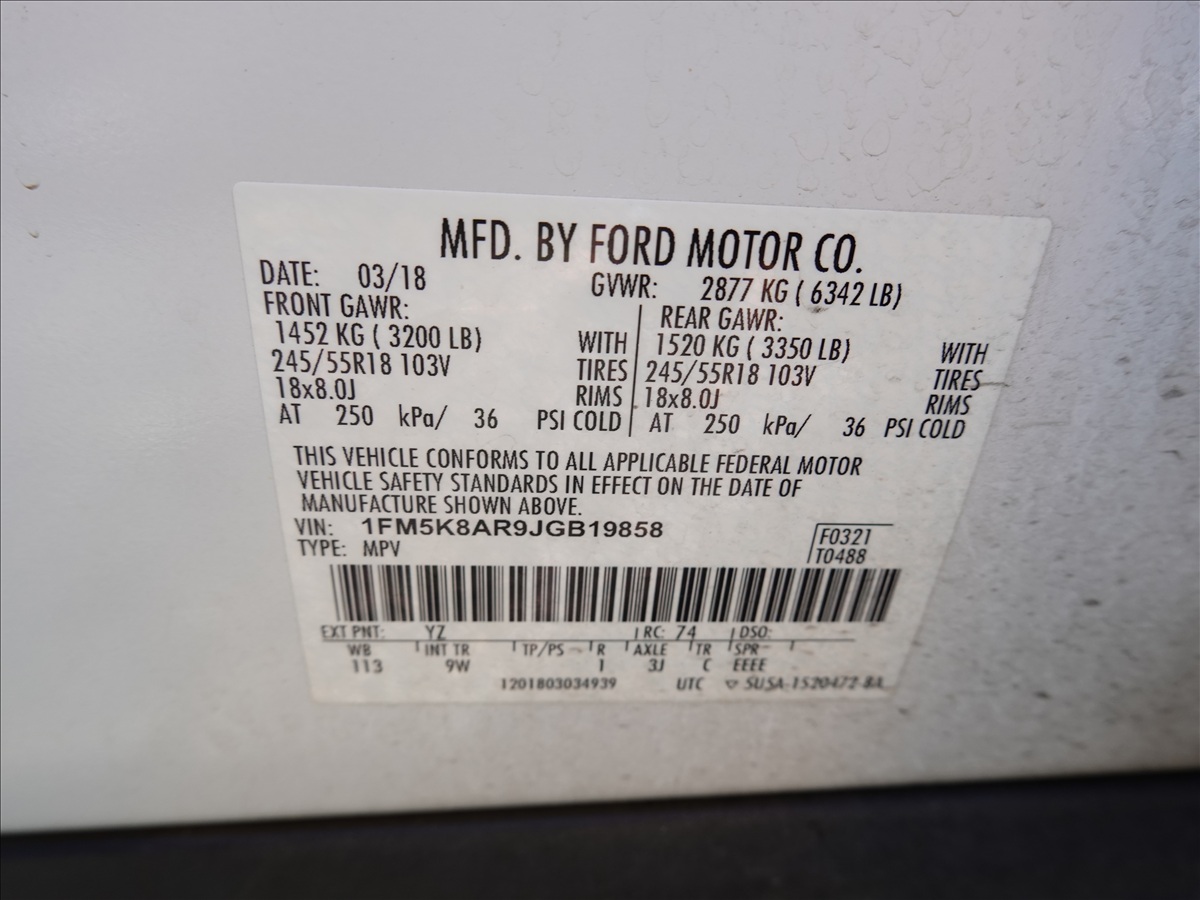 MFD. BY FORD MOTOR CO.
DATE: 03/18 GVWR: 2877 KG ( 6342 LB)
FRONT GAWR: REAR GAWR:
1452 KG ( 3200 LB) WITH 1520 KG ( 3350 LB) WITH
245/55R18 103V TIRES 245/55R18 103V TIRES
18x8.0J RIMS 18x8.0J RIMS
AT 250 kPa/ 36 PSI COLD AT 250 kPa/ 36 PSI COLD
THIS VEHICLE CONFORMS TO ALL APPLICABLE FEDERAL MOTOR
VEHICLE SAFETY STANDARDS IN EFFECT ON THE DATE OF
MANUFACTURE SHOWN ABOVE.
VIN: 1FM5K8AR9JGB19858 F0321
TYPE: MPV T0488
EXT PNT: YZ RC: 74 DSO:
WB INT TR TP/PS R AXLE TR SPR
113 9W 1 3J C EEEE
1201803034939 UTC SUSA-1520472-BA